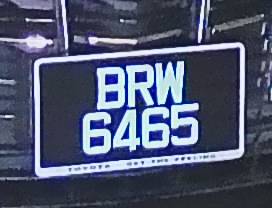 BRW
6465
TOYOTA GET THE FEELING